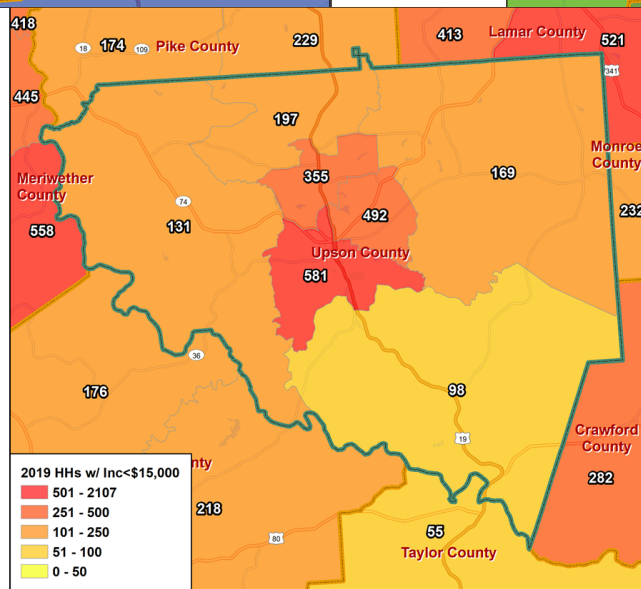 418
18
174
109
Pike County
229
413
Lamar County
521
341
445
197
Monroe
County
Meriwether
County
355
169
74
492
232
558
131
Upson County
581
36
176
98
19
Crawford
County
2019 HHs w/ Inc<$15,000
501 - 2107
251 - 500
101 - 250
51 - 100
0 - 50
nty
282
218
80
55
Taylor County